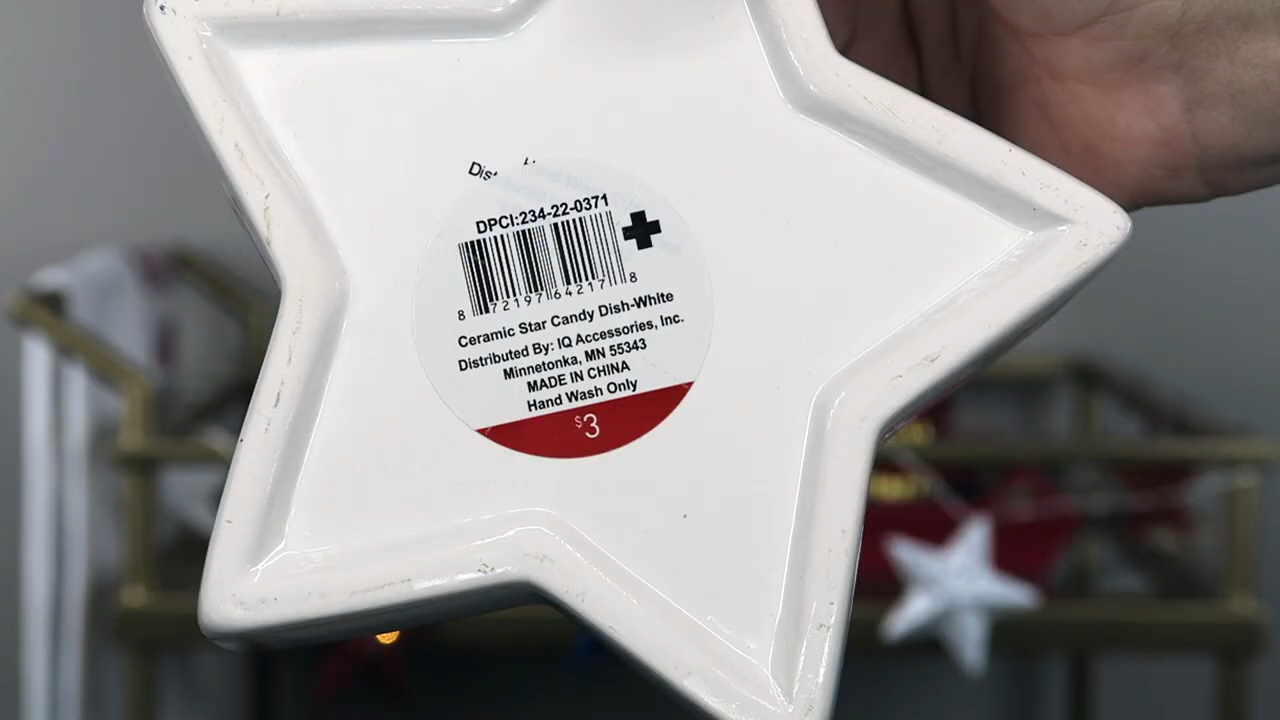 DPCI:234-22-0371
8 72197 64217 8
Ceramic Star Candy Dish-White
Distributed By: IQ Accessories, Inc.
Minnetonka, MN 55343
MADE IN CHINA
Hand Wash Only
$3